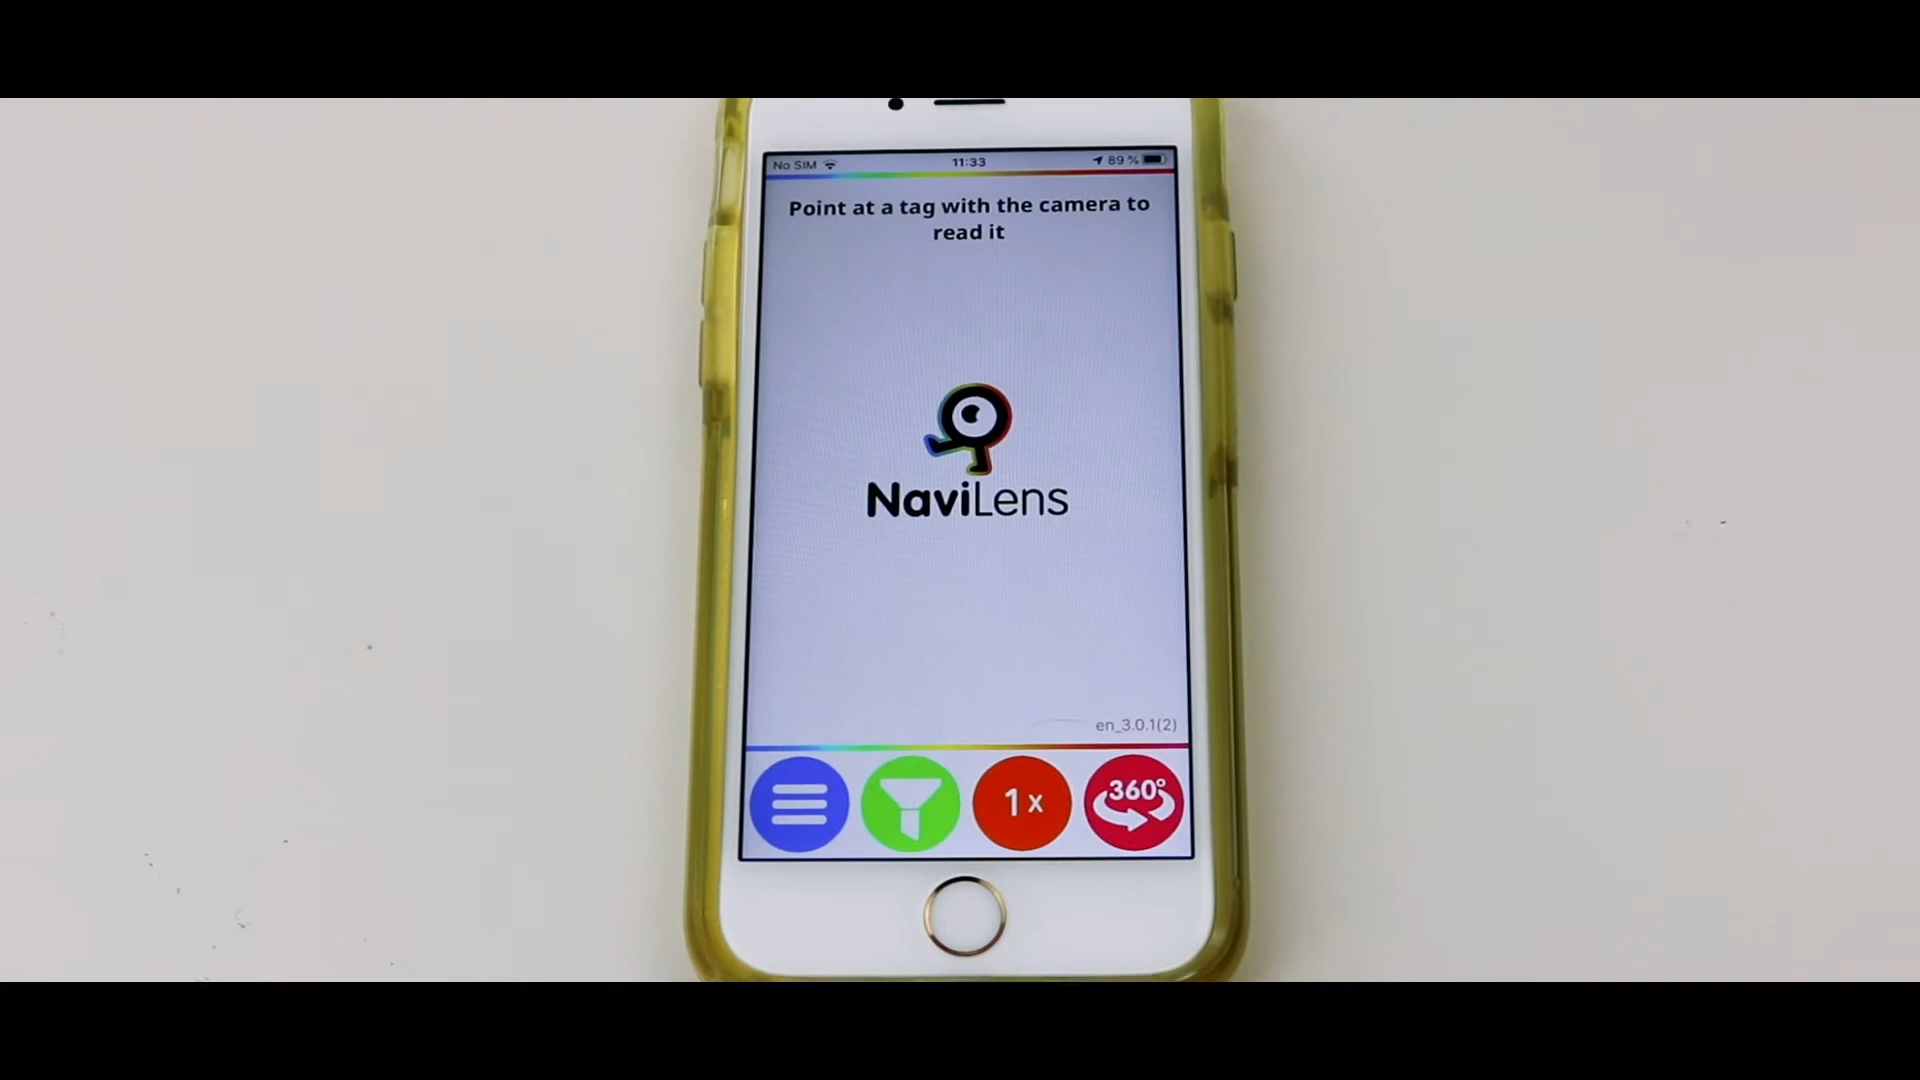 No SIM 11:33 89 %
Point at a tag with the camera to
read it
NaviLens
en_3.0.1(2)
1x 360°